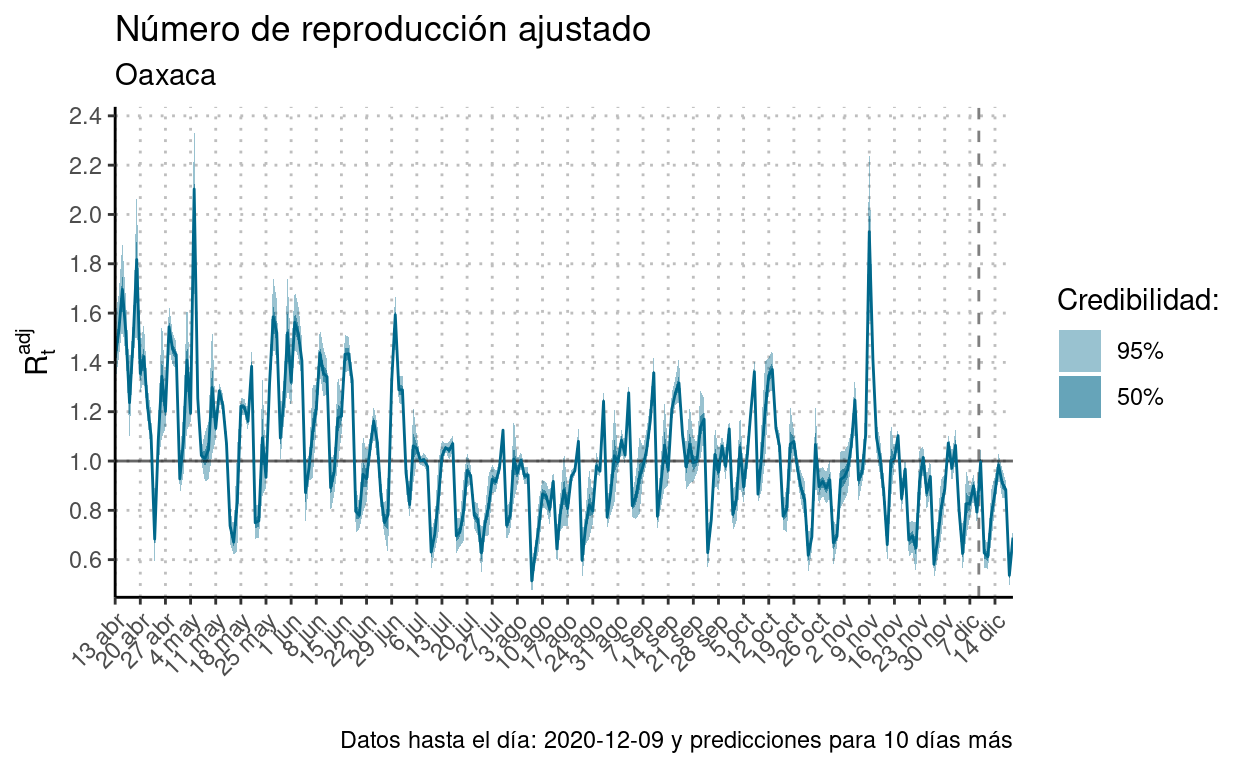 Número de reproducción ajustado
Oaxaca
2.4
2.2
2.0
1.8
1.6
1.4
1.2
1.0
0.8
0.6
R_t^adj
13 abr
20 abr
27 abr
4 may
11 may
18 may
25 may
1 jun
8 jun
15 jun
22 jun
29 jun
6 jul
13 jul
20 jul
27 jul
3 ago
10 ago
17 ago
24 ago
31 ago
7 sep
14 sep
21 sep
28 sep
5 oct
12 oct
19 oct
26 oct
2 nov
9 nov
16 nov
23 nov
30 nov
7 dic
14 dic
Credibilidad:
95%
50%
Datos hasta el día: 2020-12-09 y predicciones para 10 días más